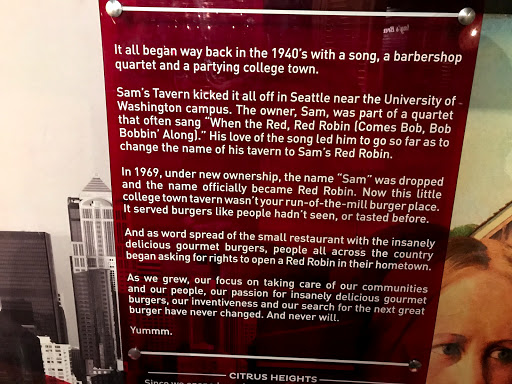 It all began way back in the 1940's with a song, a barbershop
quartet and a partying college town.
Sam's Tavern kicked it all off in Seattle near the University of
Washington campus. The owner, Sam, was part of a quartet
that often sang "When the Red, Red Robin (Comes Bob, Bob
Bobbin' Along)." His love of the song led him to go so far as to
change the name of his tavern to Sam's Red Robin.
In 1969, under new ownership, the name "Sam" was dropped
and the name officially became Red Robin. Now this little
college town tavern wasn't your run-of-the-mill burger place.
It served burgers like people hadn't seen, or tasted before.
And as word spread of the small restaurant with the insanely
delicious gourmet burgers, people all across the country
began asking for rights to open a Red Robin in their hometown.
As we grew, our focus on taking care of our communities
and our people, our passion for insanely delicious gourmet
burgers, our inventiveness and our search for the next great
burger have never changed. And never will.
Yummm.
CITRUS HEIGHTS
Since we